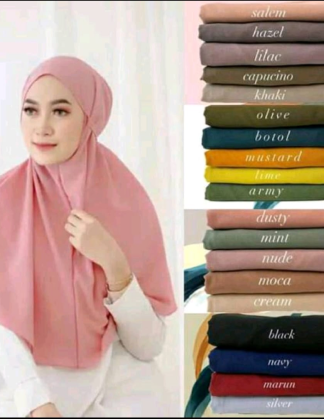 salem
hazel
lilac
capucino
khaki
olive
botol
mustard
lime
army
dusty
mint
nude
moca
cream
black
navy
marun
silver